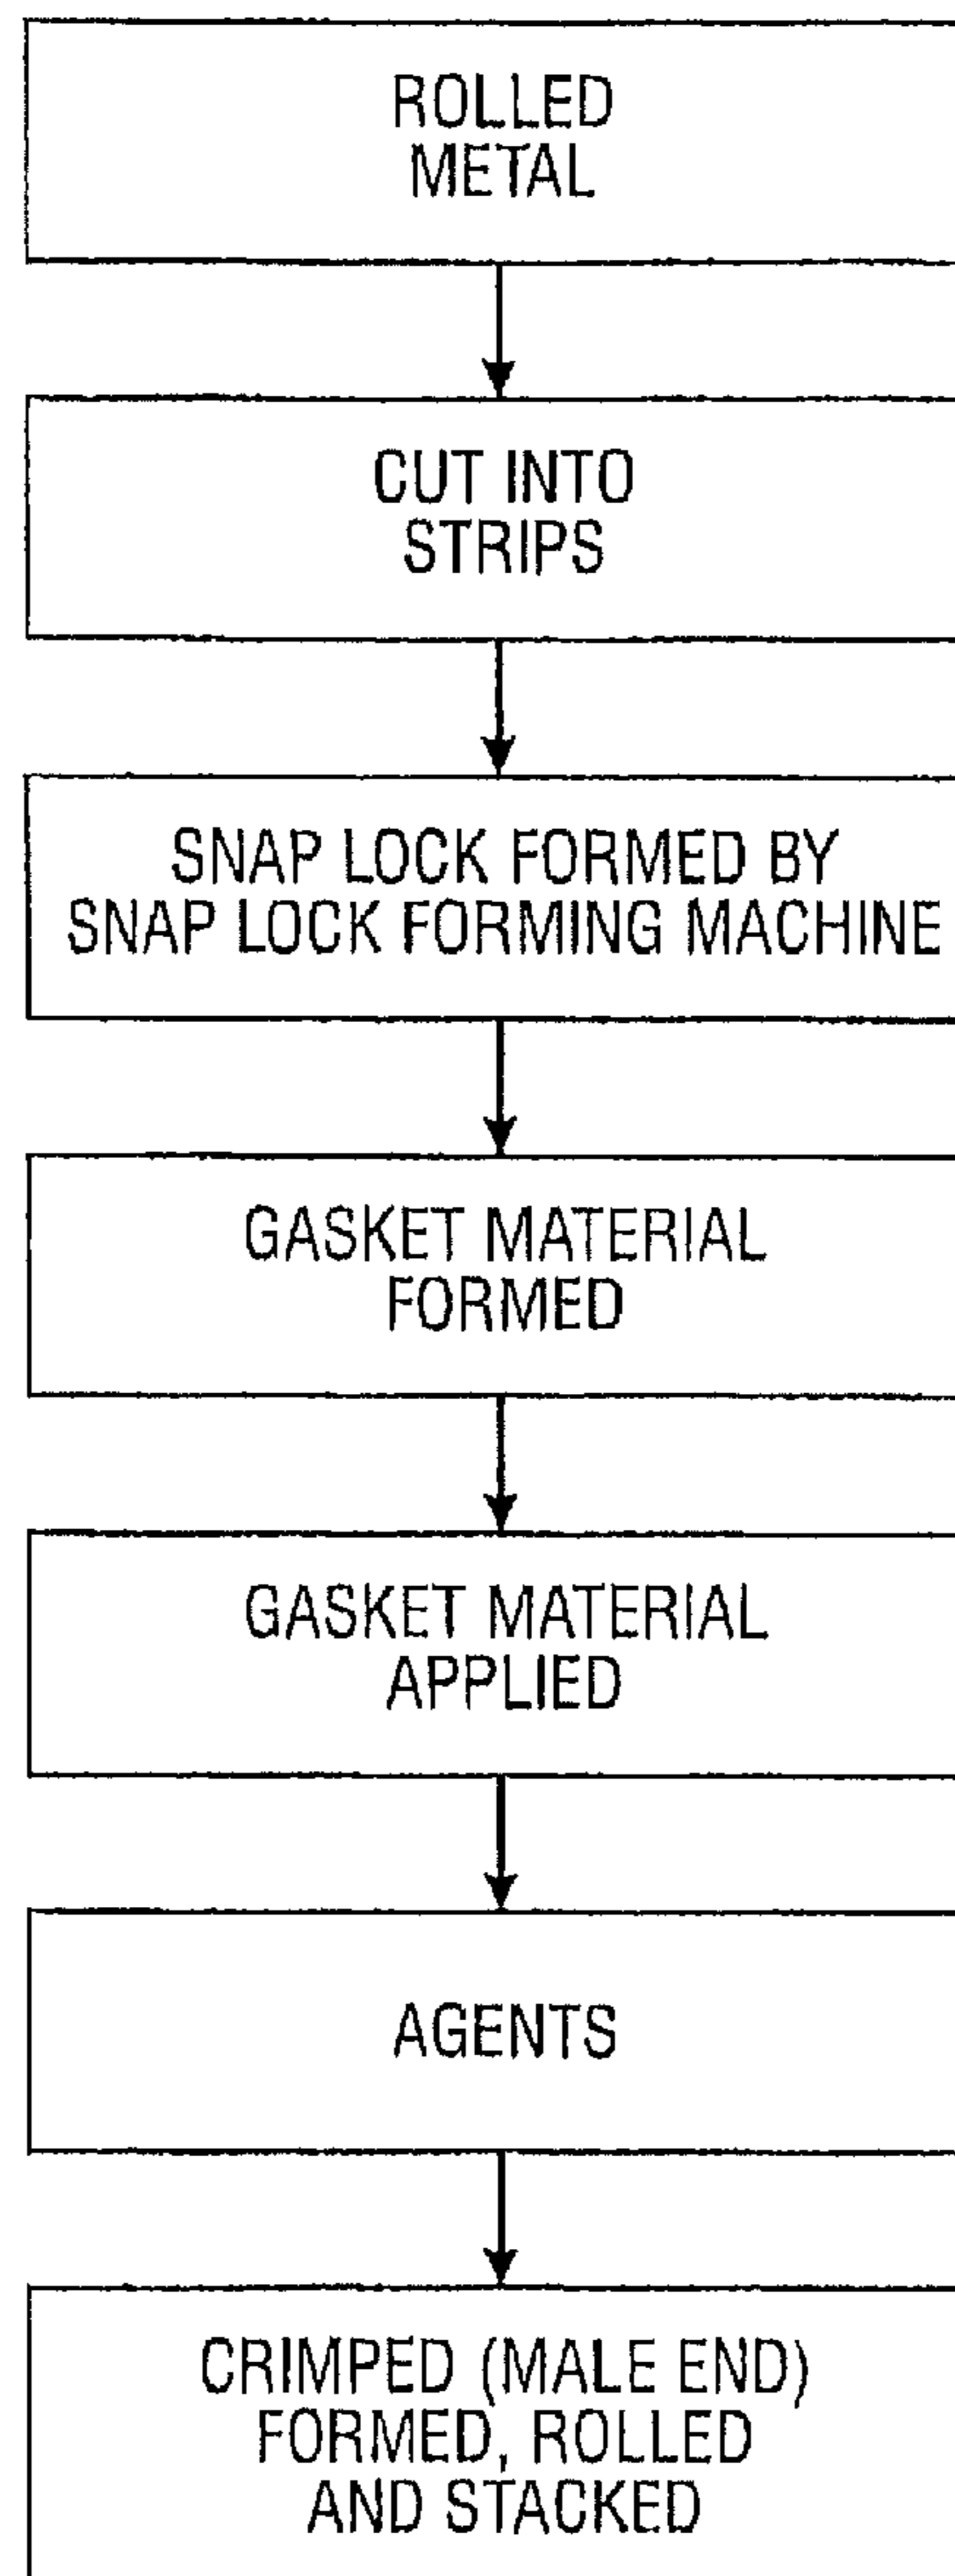 ROLLED
METAL
CUT INTO
STRIPS
SNAP LOCK FORMED BY
SNAP LOCK FORMING MACHINE
GASKET MATERIAL
FORMED
GASKET MATERIAL
APPLIED
AGENTS
CRIMPED (MALE END)
FORMED, ROLLED
AND STACKED